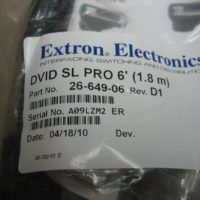 Extron Electronics
INTERFACING, SWITCHING AND DISTRIBUTION
DVID SL PRO 6' (1.8 m)
Part No. 26-649-06 Rev. D1
Serial No. A09LZM2 ER
Date: 04/18/10 Dev.